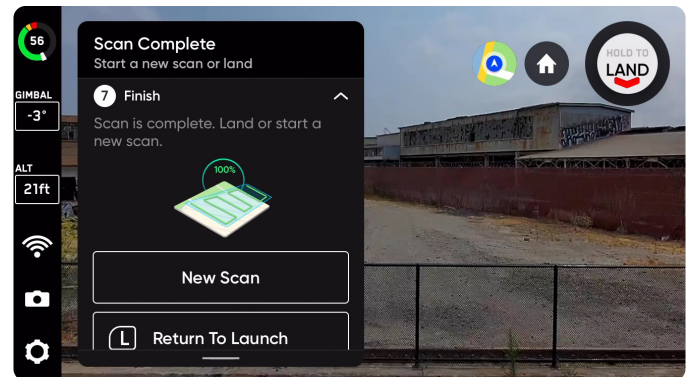 56
GIMBAL
-3°
ALT
21ft
Scan Complete
Start a new scan or land
7 Finish
Scan is complete. Land or start a
new scan.
100%
New Scan
L Return To Launch
HOLD TO
LAND